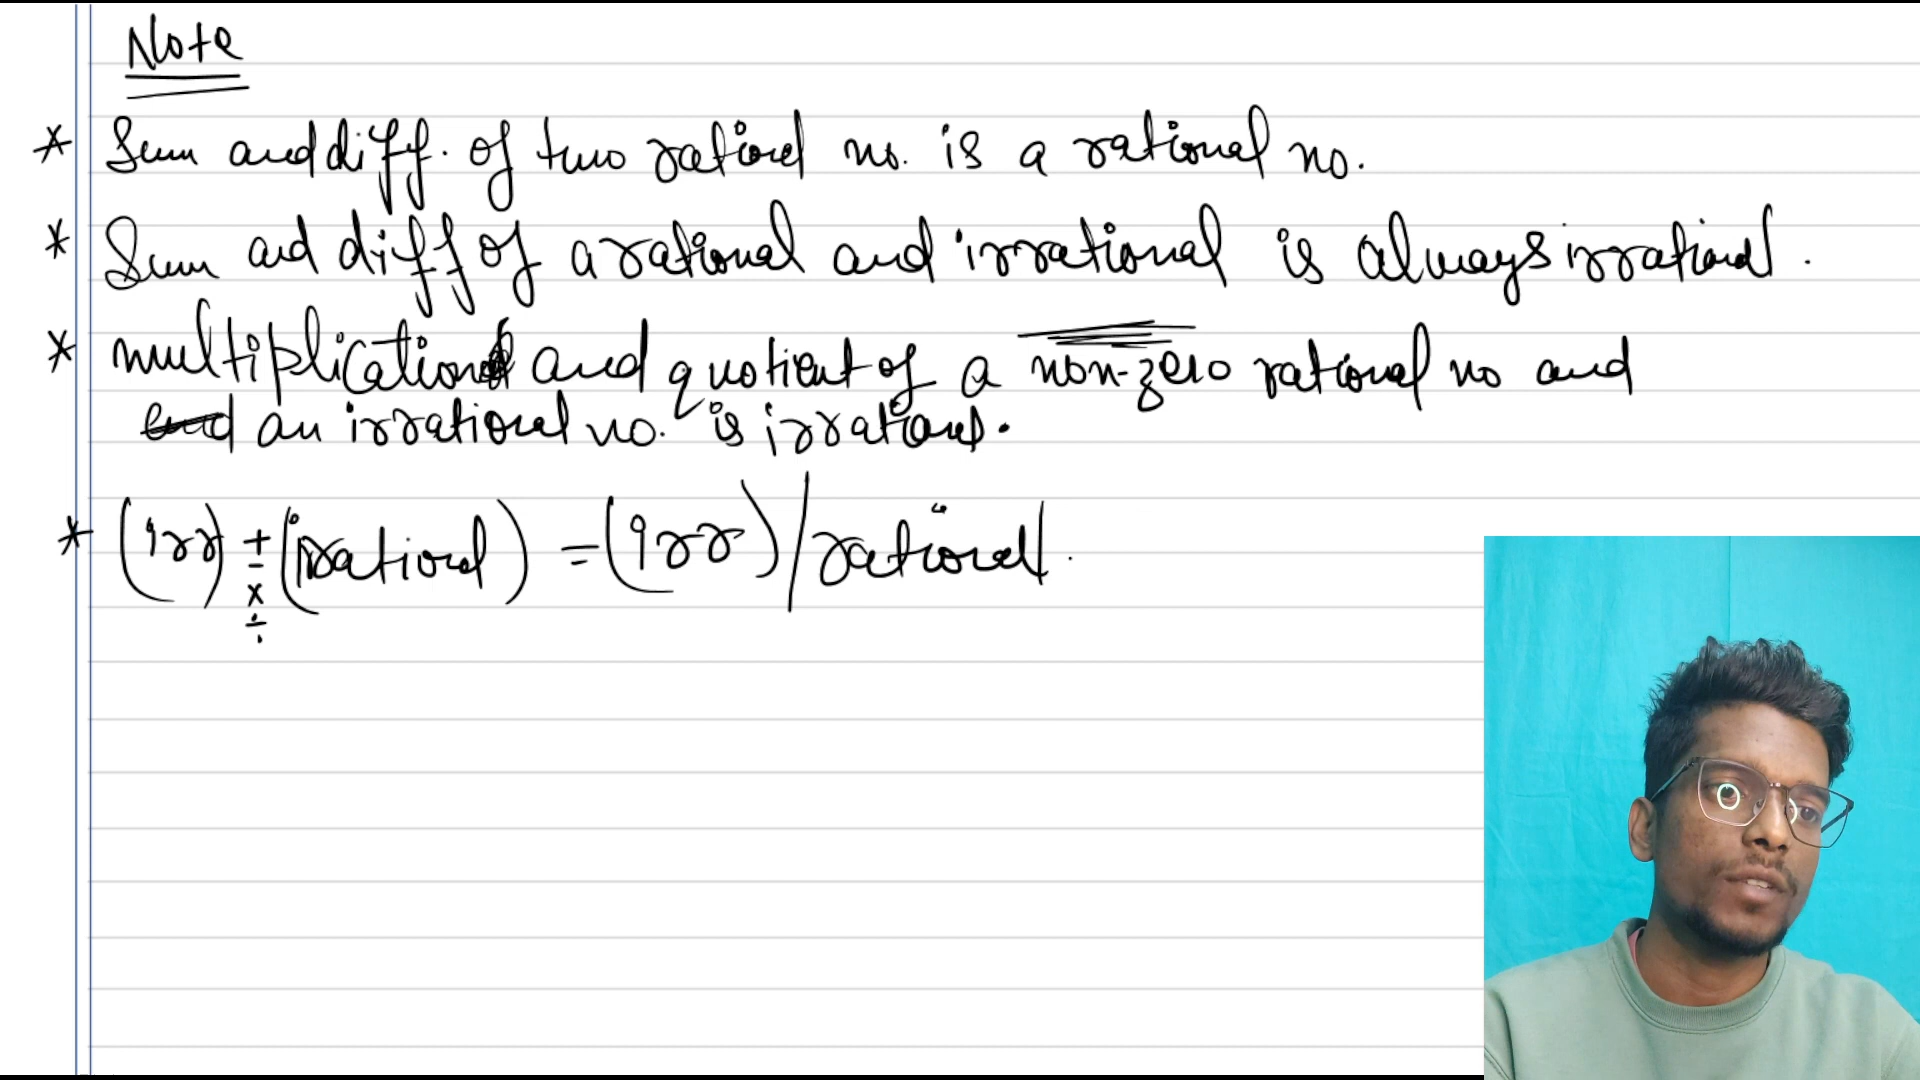 Note
* Sum and diff. of two rational no. is a rational no.
* Sum and diff of a rational and irrational is always irrational.
* multiplication and quotient of a non-zero rational no and
an irrational no. is irrational.
* (irr) ± × ÷ (irrational) = (irr) / rational.